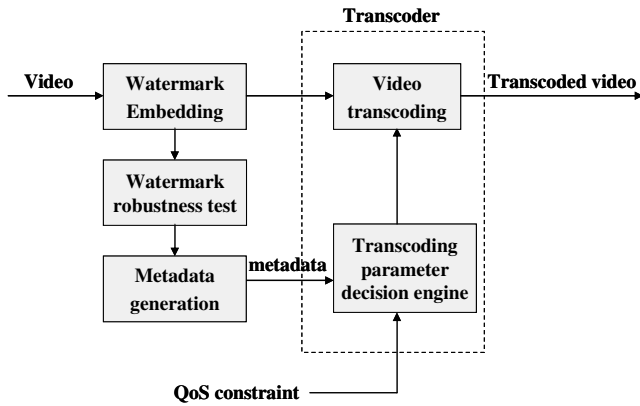 Transcoder
Video
Watermark
Embedding
Video
transcoding
Transcoded video
Watermark
robustness test
Metadata
generation
metadata
Transcoding
parameter
decision engine
QoS constraint